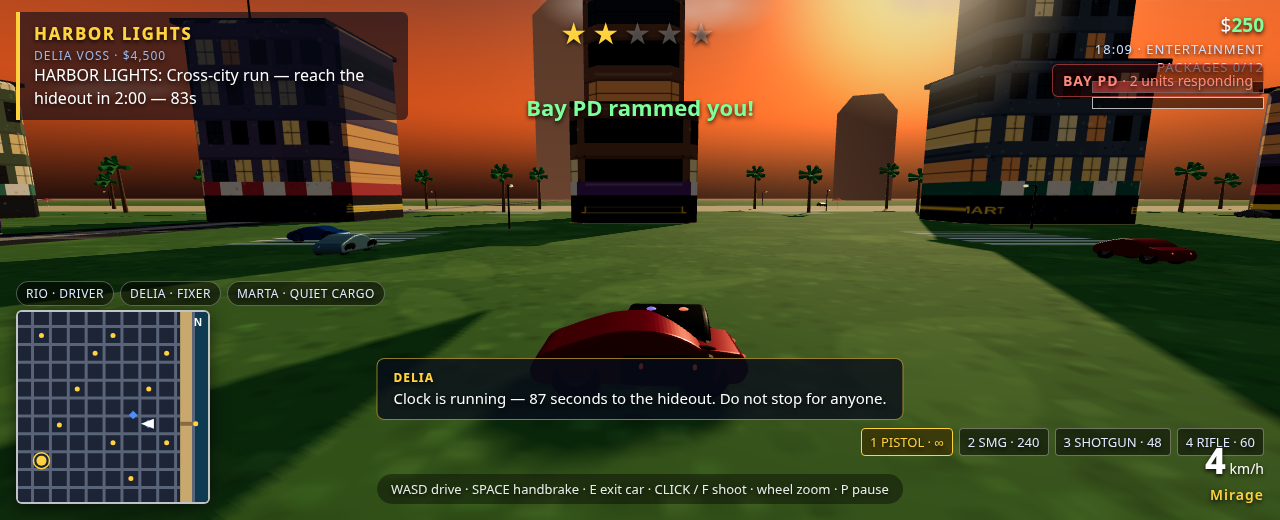 HARBOR LIGHTS
DELIA VOSS · $4,500
HARBOR LIGHTS: Cross-city run — reach the
hideout in 2:00 — 83s
Bay PD rammed you!
$250
18:09 · ENTERTAINMENT
PACKAGES 0/12
BAY PD · 2 units responding
RIO · DRIVER
DELIA · FIXER
MARTA · QUIET CARGO
N
DELIA
Clock is running — 87 seconds to the hideout. Do not stop for anyone.
1 PISTOL · ∞
2 SMG · 240
3 SHOTGUN · 48
4 RIFLE · 60
4 km/h
Mirage
WASD drive · SPACE handbrake · E exit car · CLICK / F shoot · wheel zoom · P pause